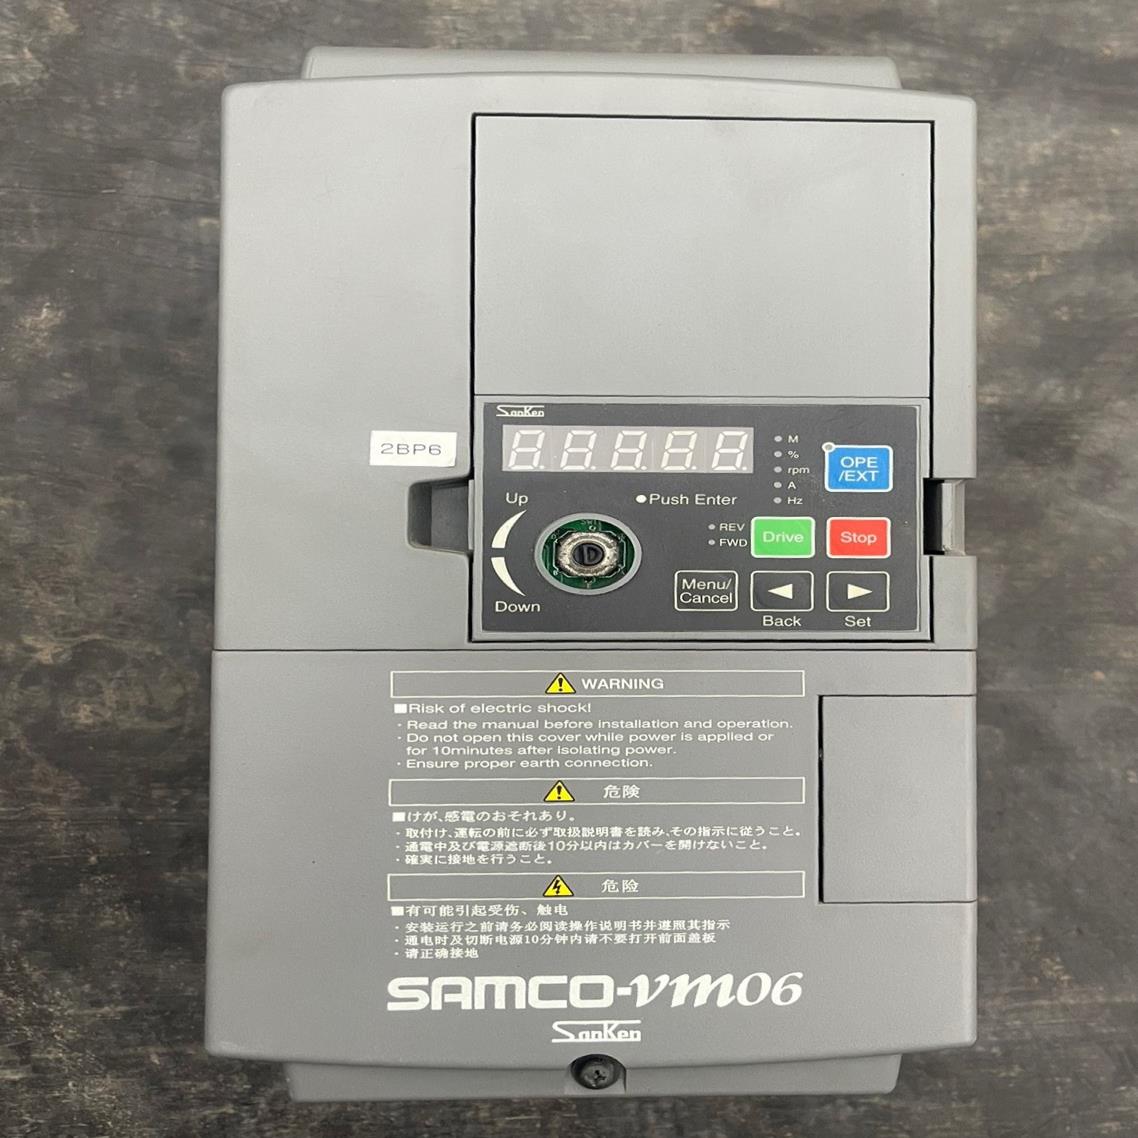 SanKen
2BP6
88888
M
%
rpm
A
Hz
OPE
/EXT
Up
●Push Enter
REV
FWD
Drive
Stop
Down
Menu/
Cancel
Back
Set
WARNING
■Risk of electric shock!
・Read the manual before installation and operation.
・Do not open this cover while power is applied or
for 10minutes after isolating power.
・Ensure proper earth connection.
危険
■けが、感電のおそれあり。
・取付け、運転の前に必ず取扱説明書を読み、その指示に従うこと。
・通電中及び電源遮断後10分以内はカバーを開けないこと。
・確実に接地を行うこと。
危险
■有可能引起受伤、触电
・安装运行之前请务必阅读操作说明书并遵照其指示
・通电时及切断电源10分钟内请不要打开前面盖板
・请正确接地
SAMCO-vm06
SanKen